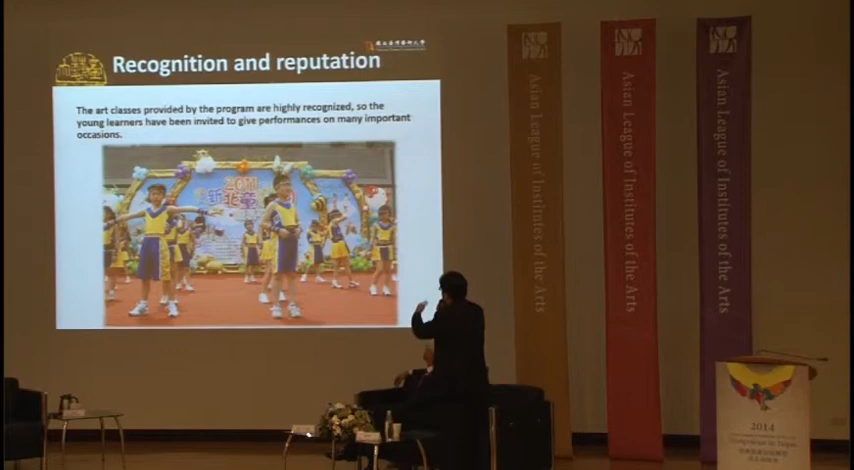 Recognition and reputation
The art classes provided by the program are highly recognized, so the
young learners have been invited to give performances on many important
occasions.
2011
Asian League of Institutes of the Arts
Asian League of Institutes of the Arts
Asian League of Institutes of the Arts
2014